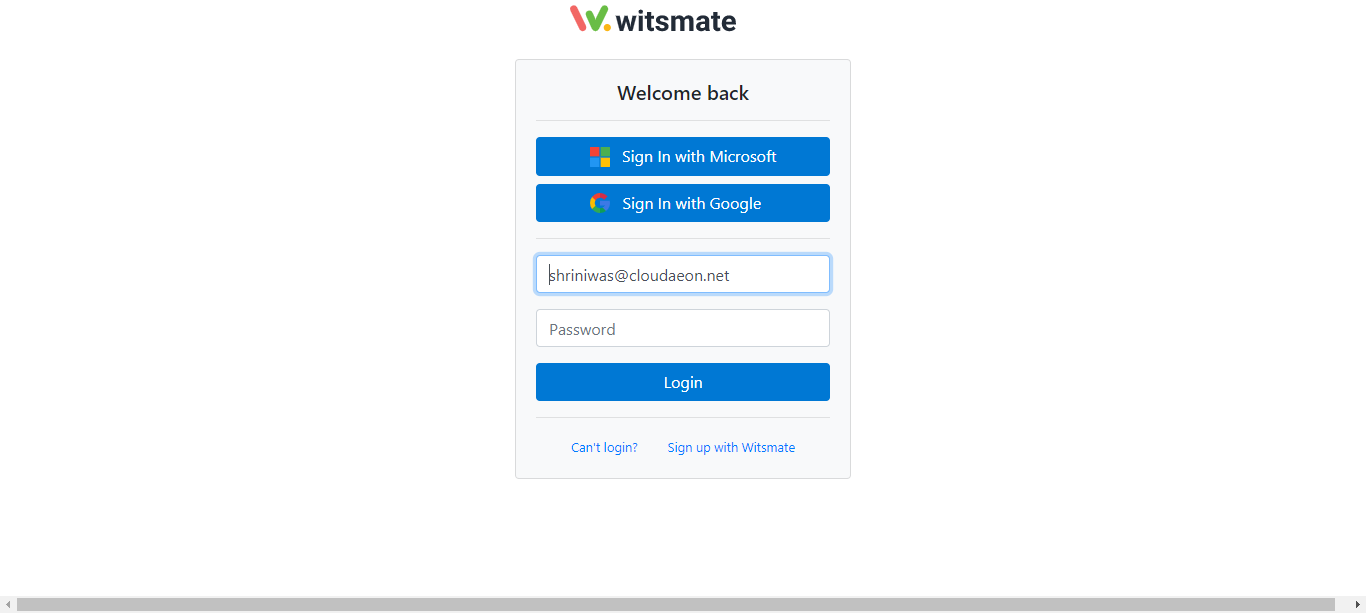 witsmate
Welcome back
Sign In with Microsoft
Sign In with Google
shriniwas@cloudaeon.net
Password
Login
Can't login? Sign up with Witsmate